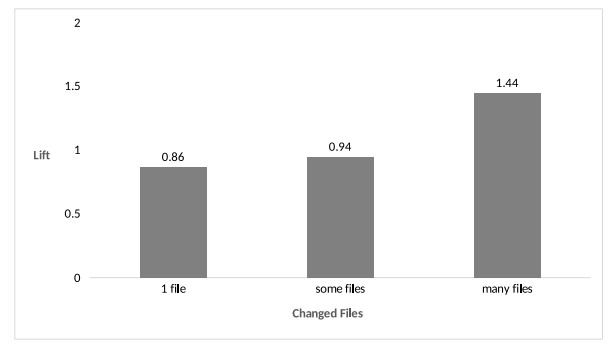 2
1.44
1.5
Lift
1
0.94
0.86
0.5
0
1 file
some files
many files
Changed Files